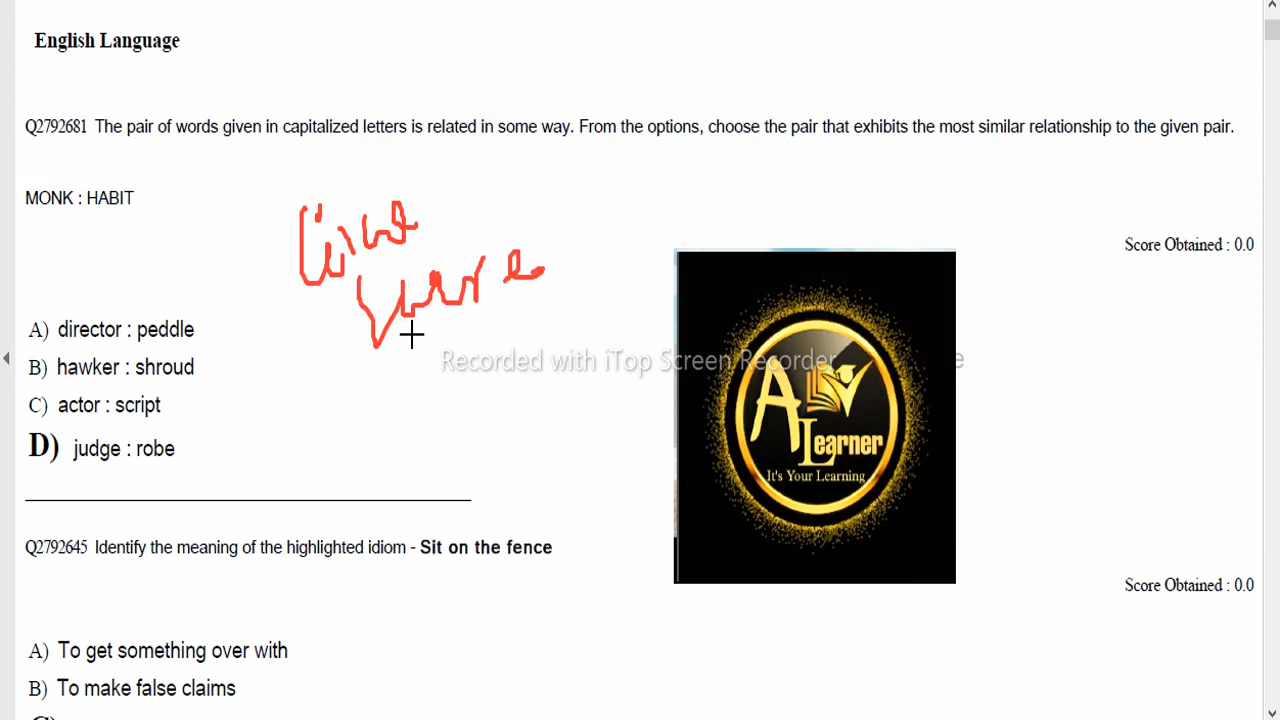 English Language
Q2792681 The pair of words given in capitalized letters is related in some way. From the options, choose the pair that exhibits the most similar relationship to the given pair.
MONK : HABIT
Score Obtained : 0.0
A) director : peddle
B) hawker : shroud
C) actor : script
D) judge : robe
Recorded with iTop Screen Recorder
A Learner
It's Your Learning
Q2792645 Identify the meaning of the highlighted idiom - Sit on the fence
Score Obtained : 0.0
A) To get something over with
B) To make false claims